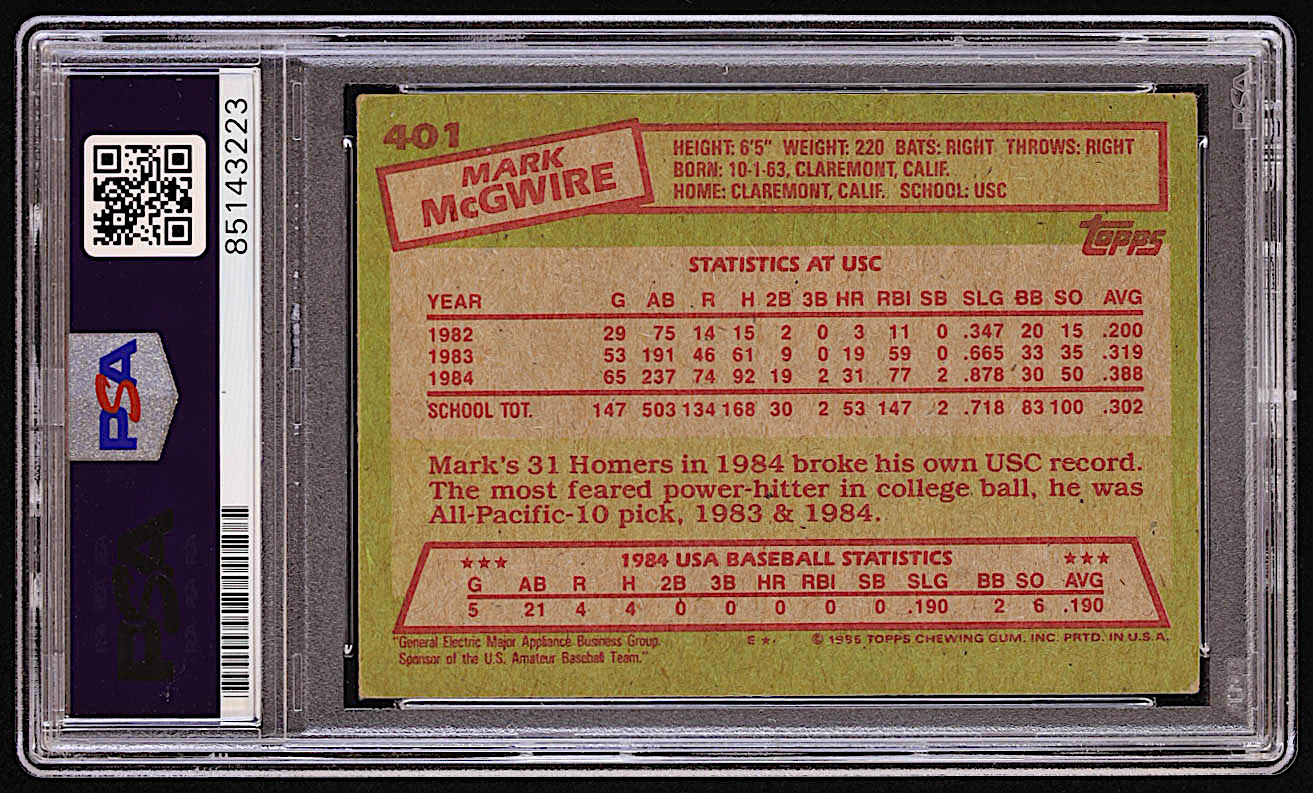 85143223
PSA
PSA
PSA
401
MARK
McGWIRE
HEIGHT: 6'5" WEIGHT: 220 BATS: RIGHT THROWS: RIGHT
BORN: 10-1-63, CLAREMONT, CALIF.
HOME: CLAREMONT, CALIF. SCHOOL: USC
Topps
STATISTICS AT USC
YEAR G AB R H 2B 3B HR RBI SB SLG BB SO AVG
1982 29 75 14 15 2 0 3 11 0 .347 20 15 .200
1983 53 191 46 61 9 0 19 59 0 .665 33 35 .319
1984 65 237 74 92 19 2 31 77 2 .878 30 50 .388
SCHOOL TOT. 147 503 134 168 30 2 53 147 2 .718 83 100 .302
Mark's 31 Homers in 1984 broke his own USC record.
The most feared power-hitter in college ball, he was
All-Pacific-10 pick, 1983 & 1984.
★★★ 1984 USA BASEBALL STATISTICS ★★★
G AB R H 2B 3B HR RBI SB SLG BB SO AVG
5 21 4 4 0 0 0 0 0 .190 2 6 .190
"General Electric Major Appliance Business Group.
Sponsor of the U.S. Amateur Baseball Team."
E★. © 1985 TOPPS CHEWING GUM, INC. PRTD. IN U.S.A.